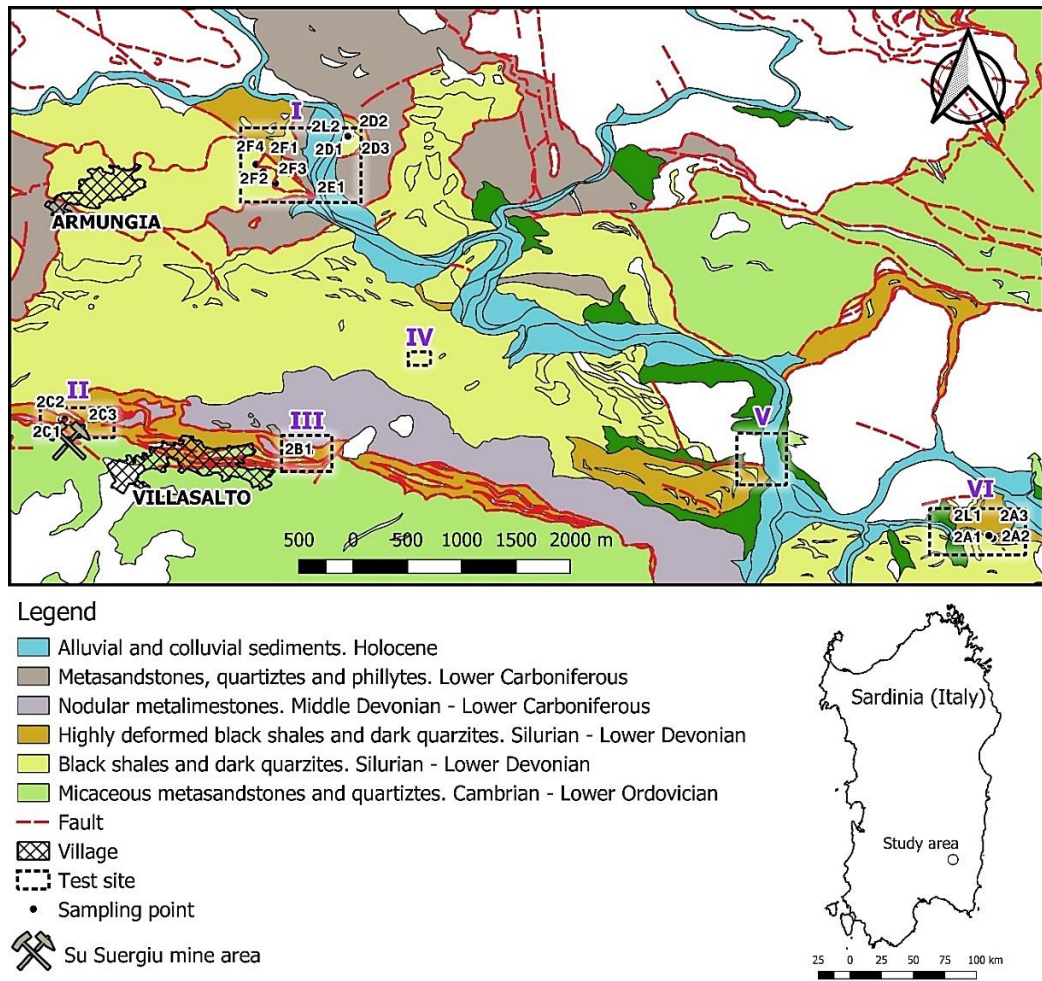 I
2L2
2D2
2F4
2F1
2D1
2D3
2F3
2F2
2E1
ARMUNGIA
IV
II
2C2
2C3
2C1
III
2B1
V
VILLASALTO
VI
2L1
2A3
2A1
2A2
500 0 500 1000 1500 2000 m
Legend
Alluvial and colluvial sediments. Holocene
Metasandstones, quartiztes and phillytes. Lower Carboniferous
Nodular metalimestones. Middle Devonian - Lower Carboniferous
Highly deformed black shales and dark quarzites. Silurian - Lower Devonian
Black shales and dark quarzites. Silurian - Lower Devonian
Micaceous metasandstones and quartiztes. Cambrian - Lower Ordovician
Fault
Village
Test site
Sampling point
Su Suergiu mine area
Sardinia (Italy)
Study area
25 0 25 50 75 100 km